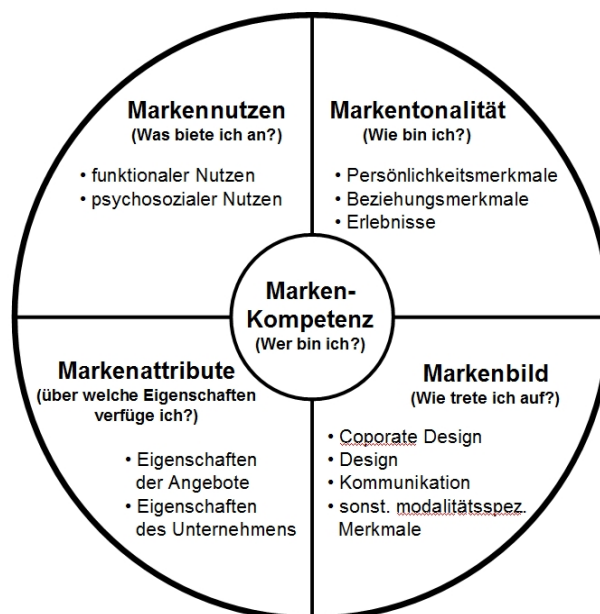 Markennutzen
(Was biete ich an?)
• funktionaler Nutzen
• psychosozialer Nutzen
Markentonalität
(Wie bin ich?)
• Persönlichkeitsmerkmale
• Beziehungsmerkmale
• Erlebnisse
Marken-
Kompetenz
(Wer bin ich?)
Markenattribute
(über welche Eigenschaften
verfüge ich?)
• Eigenschaften
der Angebote
• Eigenschaften
des Unternehmens
Markenbild
(Wie trete ich auf?)
• Coporate Design
• Design
• Kommunikation
• sonst. modalitätsspez.
Merkmale